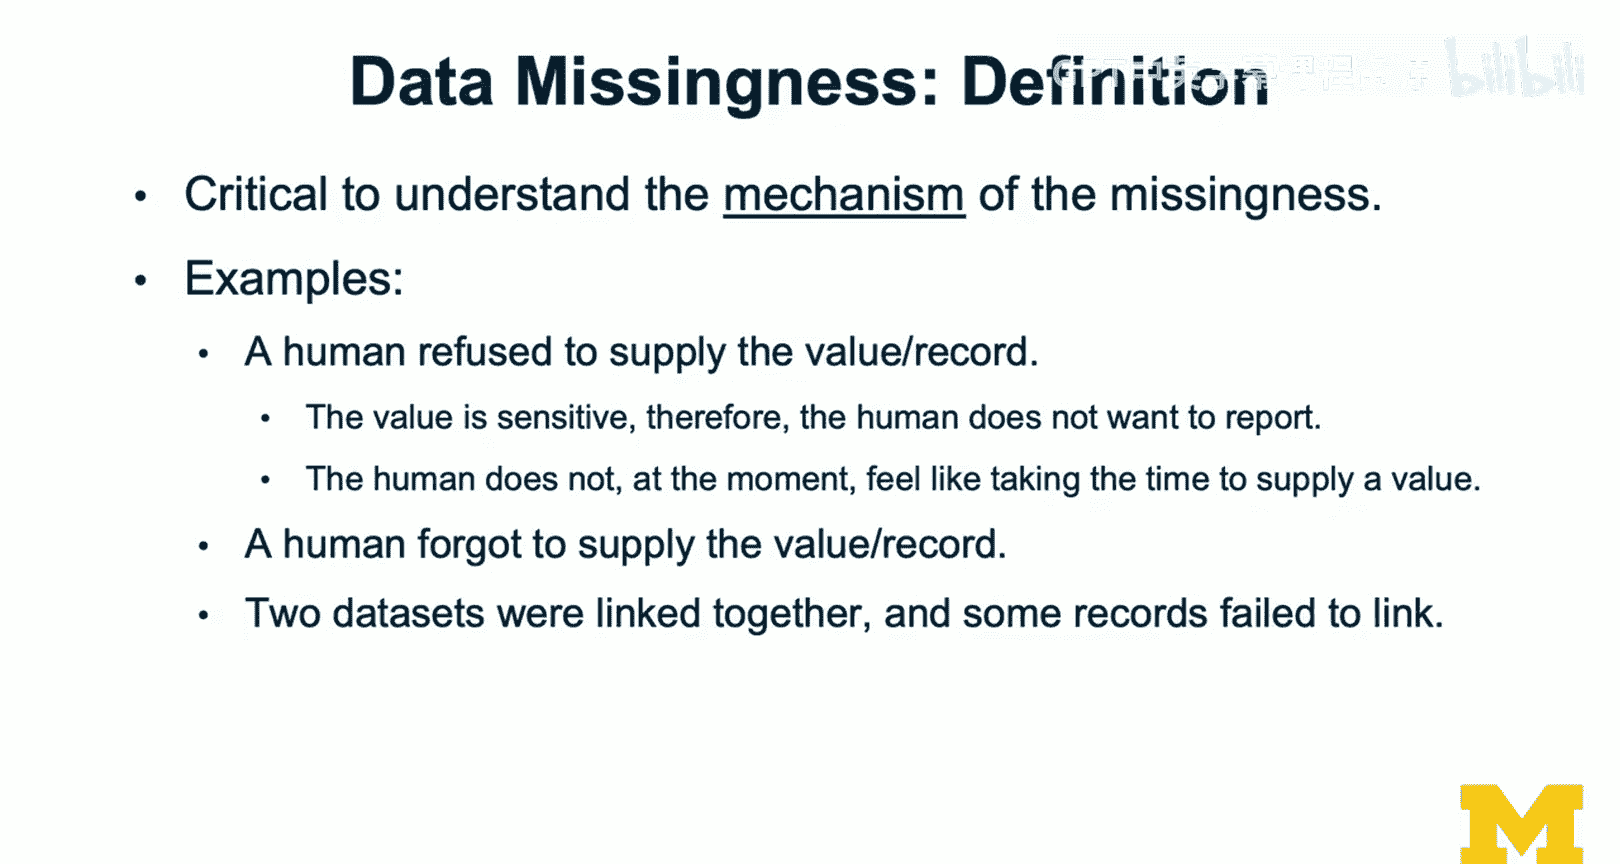 Data Missingness: Definition
bilibili
• Critical to understand the mechanism of the missingness.
• Examples:
• A human refused to supply the value/record.
• The value is sensitive, therefore, the human does not want to report.
• The human does not, at the moment, feel like taking the time to supply a value.
• A human forgot to supply the value/record.
• Two datasets were linked together, and some records failed to link.
M